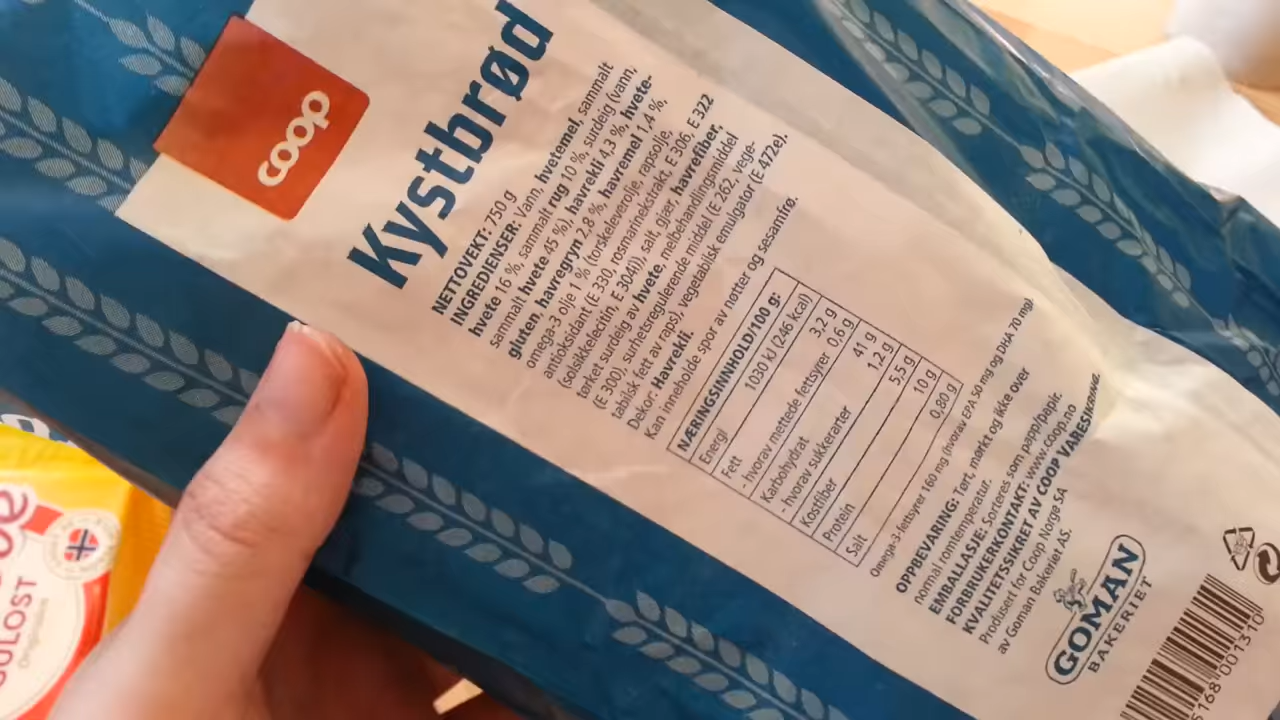 coop
Kystbrød
NETTOVEKT: 750 g
INGREDIENSER: Vann, hvetemel, sammalt
hvete 16 %, sammalt rug 10 %, surdeig (vann,
sammalt hvete 45 %), havrekli 4,3 %, hvete-
gluten, havregryn 2,8 %, havremel 1,4 %,
omega-3 olje 1 % (torskeleverolje, rapsolje,
antioksidant (E 330, rosmarinekstrakt, E 306, E 322
(solsikkelecitin, E 304i)), salt, gjær, havrefiber,
tørket surdeig av hvete, melbehandlingsmiddel
(E 300), surhetsregulerende middel (E 262, vege-
tabilsk fett av raps), vegetabilsk emulgator (E 472e).
Dekor: Havrekli.
Kan inneholde spor av nøtter og sesamfrø.
NÆRINGSINNHOLD/100 g:
Energi 1030 kJ (246 kcal)
Fett 3,2 g
- hvorav mettede fettsyrer 0,6 g
Karbohydrat 41 g
- hvorav sukkerarter 1,2 g
Kostfiber 5,5 g
Protein 10 g
Salt 0,80 g
Omega-3-fettsyrer 160 mg (hvorav EPA 50 mg og DHA 70 mg)
OPPBEVARING: Tørt, mørkt og ikke over
normal romtemperatur.
EMBALLASJE: Sorteres som papp/papir.
FORBRUKERKONTAKT: www.coop.no
KVALITETSSIKRET AV COOP VARESIKRING.
Produsert for Coop Norge SA
av Goman Bakeriet AS.
GOMAN
BAKERIET
168 001310
GULOST